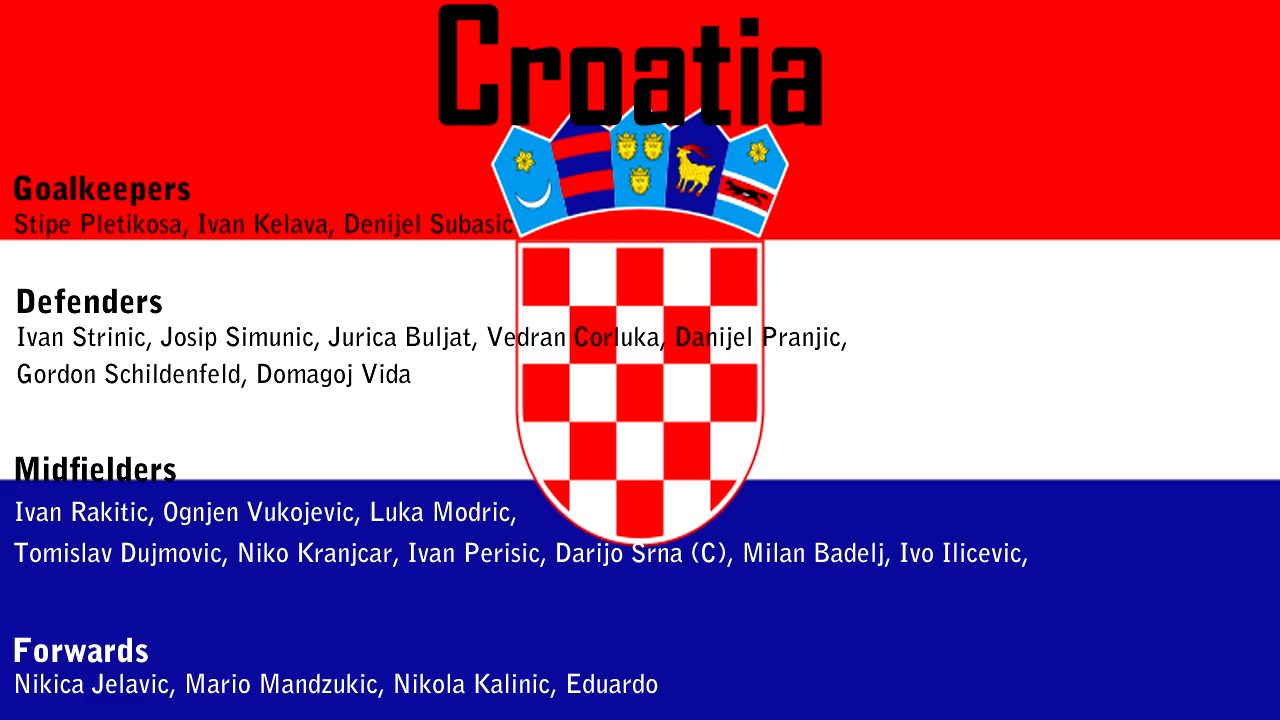 Croatia
Goalkeepers
Stipe Pletikosa, Ivan Kelava, Denijel Subasic
Defenders
Ivan Strinic, Josip Simunic, Jurica Buljat, Vedran Corluka, Danijel Pranjic,
Gordon Schildenfeld, Domagoj Vida
Midfielders
Ivan Rakitic, Ognjen Vukojevic, Luka Modric,
Tomislav Dujmovic, Niko Kranjcar, Ivan Perisic, Darijo Srna (C), Milan Badelj, Ivo Ilicevic,
Forwards
Nikica Jelavic, Mario Mandzukic, Nikola Kalinic, Eduardo